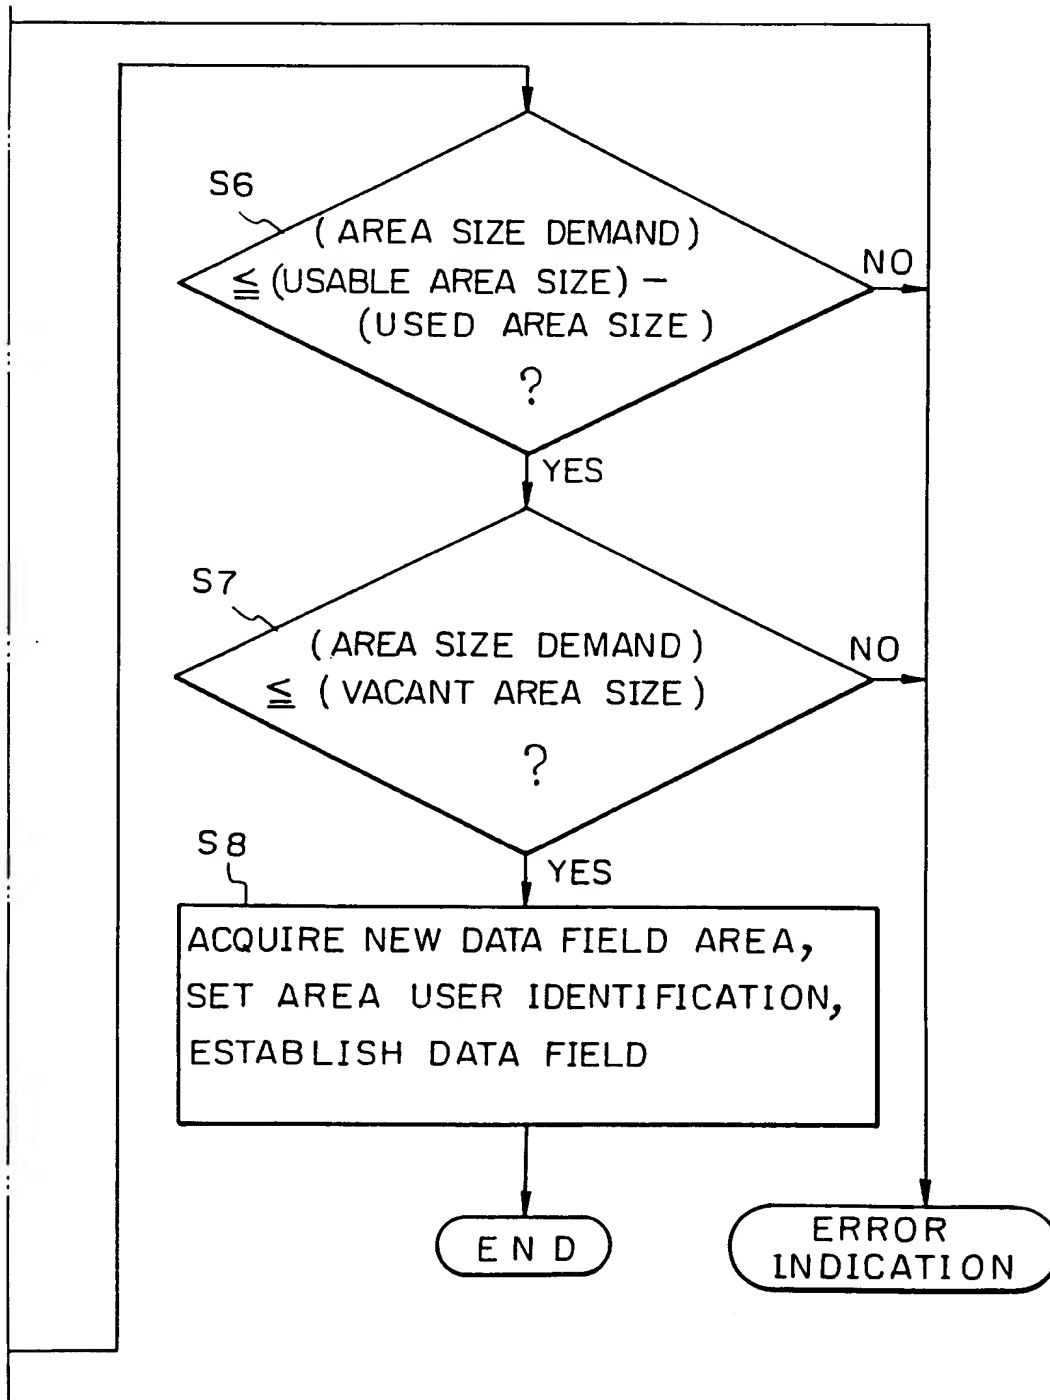 S6
(AREA SIZE DEMAND)
NO
≦ (USABLE AREA SIZE) –
(USED AREA SIZE)
?
YES
S7
(AREA SIZE DEMAND)
NO
≦ (VACANT AREA SIZE)
?
S8
YES
ACQUIRE NEW DATA FIELD AREA,
SET AREA USER IDENTIFICATION,
ESTABLISH DATA FIELD
END
ERROR
INDICATION